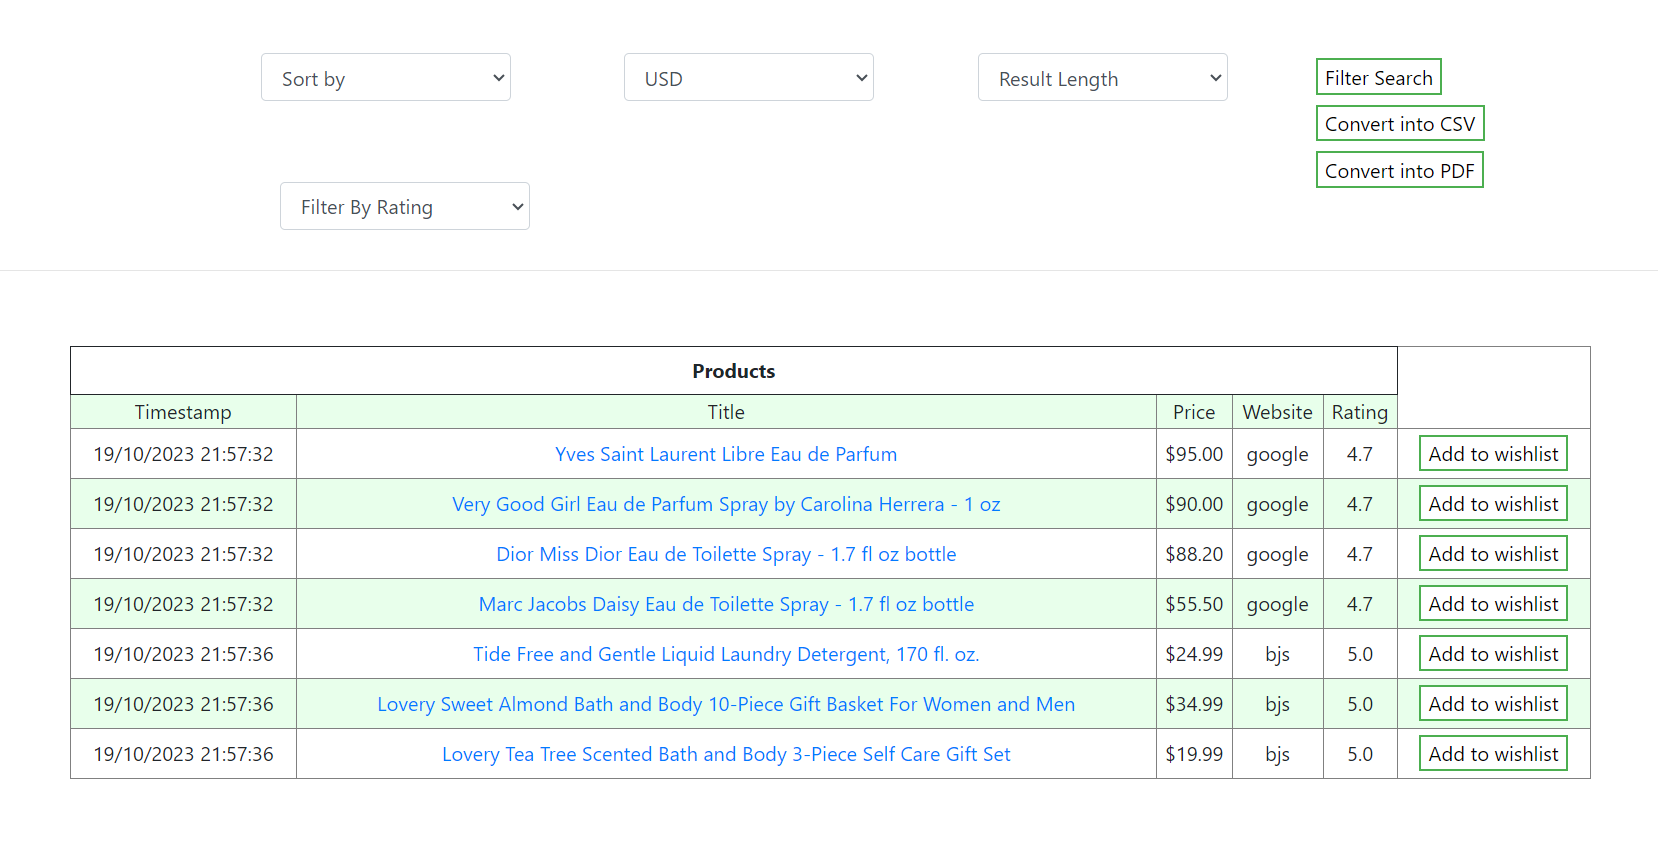 Sort by
USD
Result Length
Filter Search
Convert into CSV
Convert into PDF
Filter By Rating
Products
Timestamp Title Price Website Rating
19/10/2023 21:57:32 Yves Saint Laurent Libre Eau de Parfum $95.00 google 4.7 Add to wishlist
19/10/2023 21:57:32 Very Good Girl Eau de Parfum Spray by Carolina Herrera - 1 oz $90.00 google 4.7 Add to wishlist
19/10/2023 21:57:32 Dior Miss Dior Eau de Toilette Spray - 1.7 fl oz bottle $88.20 google 4.7 Add to wishlist
19/10/2023 21:57:32 Marc Jacobs Daisy Eau de Toilette Spray - 1.7 fl oz bottle $55.50 google 4.7 Add to wishlist
19/10/2023 21:57:36 Tide Free and Gentle Liquid Laundry Detergent, 170 fl. oz. $24.99 bjs 5.0 Add to wishlist
19/10/2023 21:57:36 Lovery Sweet Almond Bath and Body 10-Piece Gift Basket For Women and Men $34.99 bjs 5.0 Add to wishlist
19/10/2023 21:57:36 Lovery Tea Tree Scented Bath and Body 3-Piece Self Care Gift Set $19.99 bjs 5.0 Add to wishlist